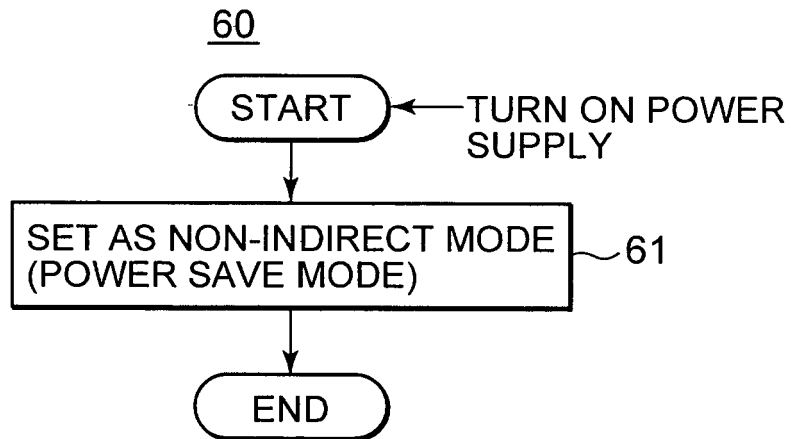 60
START
TURN ON POWER
SUPPLY
SET AS NON-INDIRECT MODE
(POWER SAVE MODE)
61
END